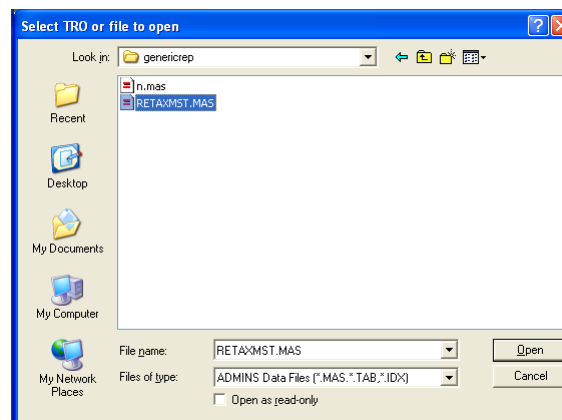 Select TRO or file to open
Look in: genericrep
n.mas
RETAXMST.MAS
Recent
Desktop
My Documents
My Computer
My Network
Places
File name: RETAXMST.MAS Open
Files of type: ADMINS Data Files (*.MAS.*.TAB,*.IDX) Cancel
Open as read-only